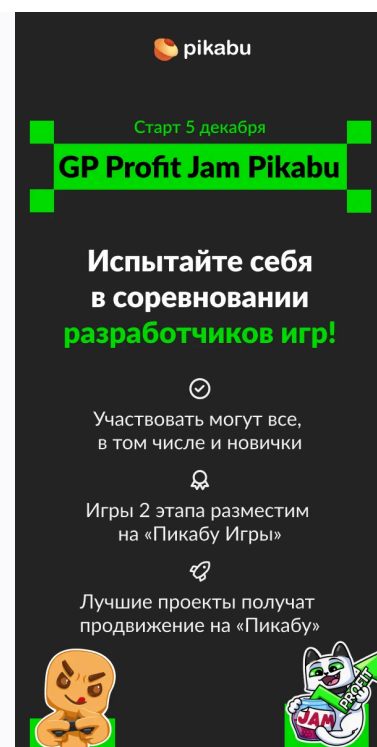 pikabu
Старт 5 декабря
GP Profit Jam Pikabu
Испытайте себя
в соревновании
разработчиков игр!
Участвовать могут все,
в том числе и новички
Игры 2 этапа разместим
на «Пикабу Игры»
Лучшие проекты получат
продвижение на «Пикабу»
PROFIT
JAM